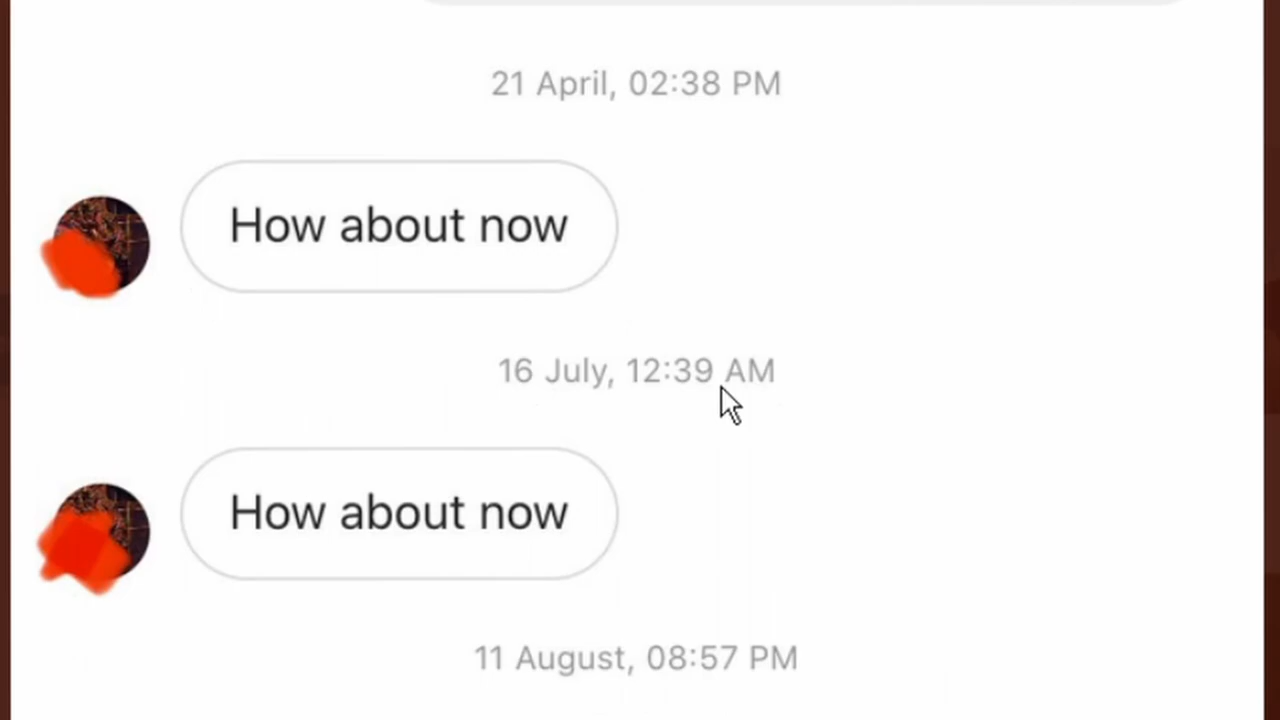 21 April, 02:38 PM
How about now
16 July, 12:39 AM
How about now
11 August, 08:57 PM